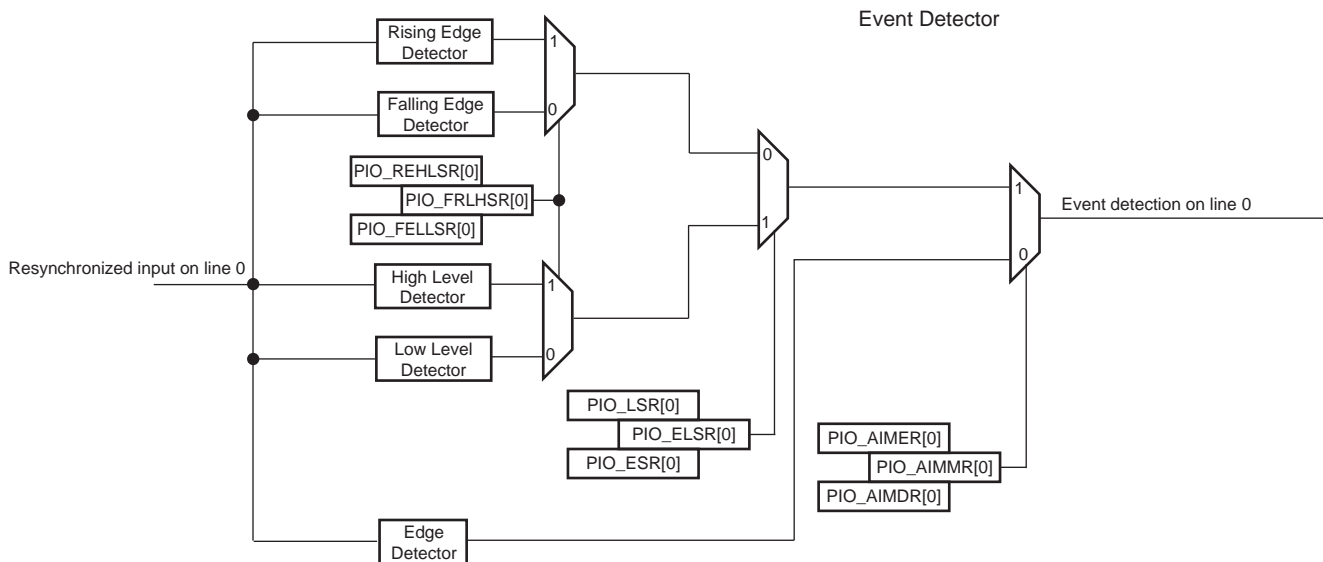 Event Detector
Rising Edge
Detector
1
Falling Edge
Detector
0
PIO_REHLSR[0]
PIO_FRLHSR[0]
PIO_FELLSR[0]
0
1
1
Event detection on line 0
0
Resynchronized input on line 0
High Level
Detector
1
Low Level
Detector
0
PIO_LSR[0]
PIO_ELSR[0]
PIO_ESR[0]
PIO_AIMER[0]
PIO_AIMMR[0]
PIO_AIMDR[0]
Edge
Detector